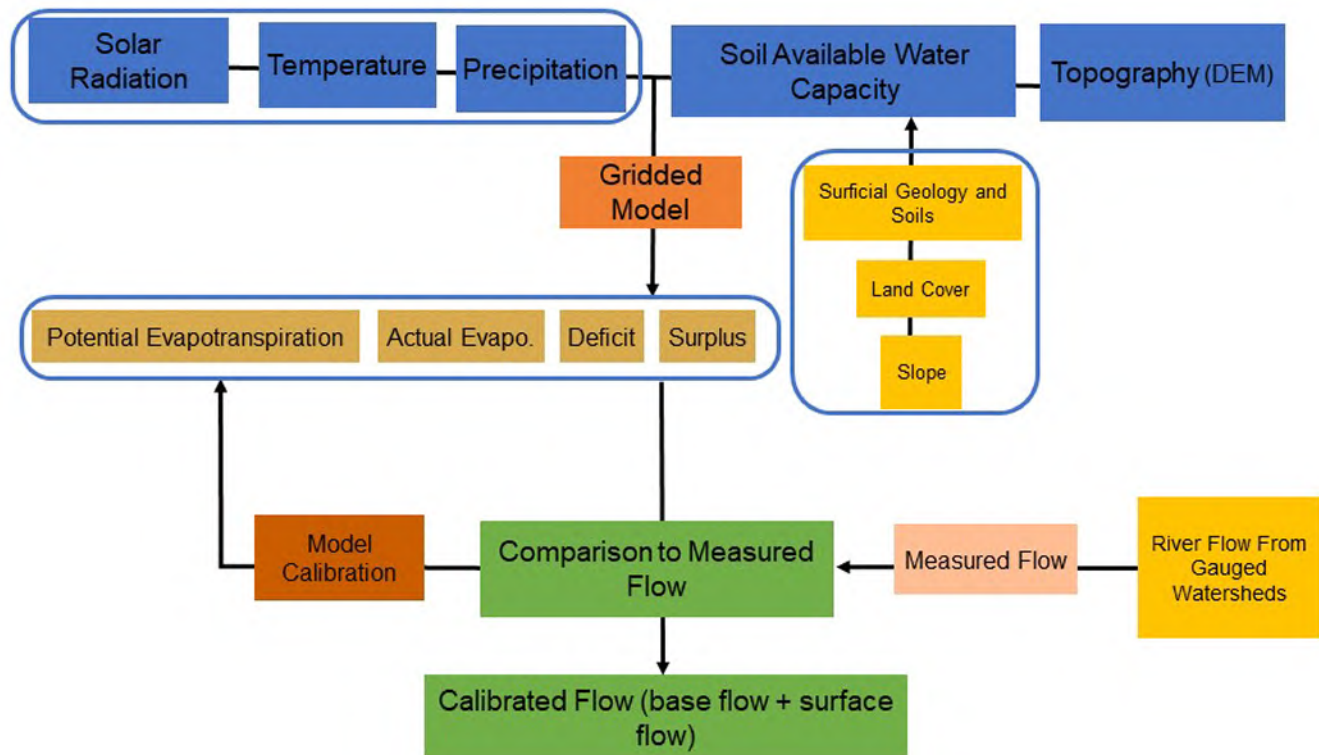 Solar
Radiation
Temperature
Precipitation
Soil Available Water
Capacity
Topography (DEM)
Gridded
Model
Surficial Geology and
Soils
Land Cover
Slope
Potential Evapotranspiration
Actual Evapo.
Deficit
Surplus
Model
Calibration
Comparison to Measured
Flow
Measured Flow
River Flow From
Gauged
Watersheds
Calibrated Flow (base flow + surface
flow)